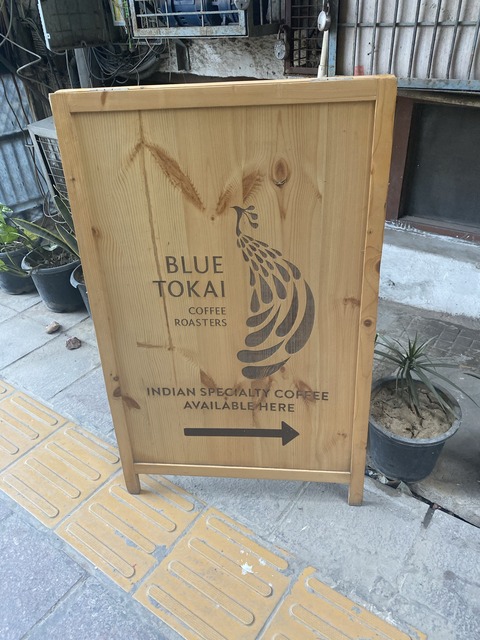 BLUE
TOKAI
COFFEE
ROASTERS
INDIAN SPECIALTY COFFEE
AVAILABLE HERE